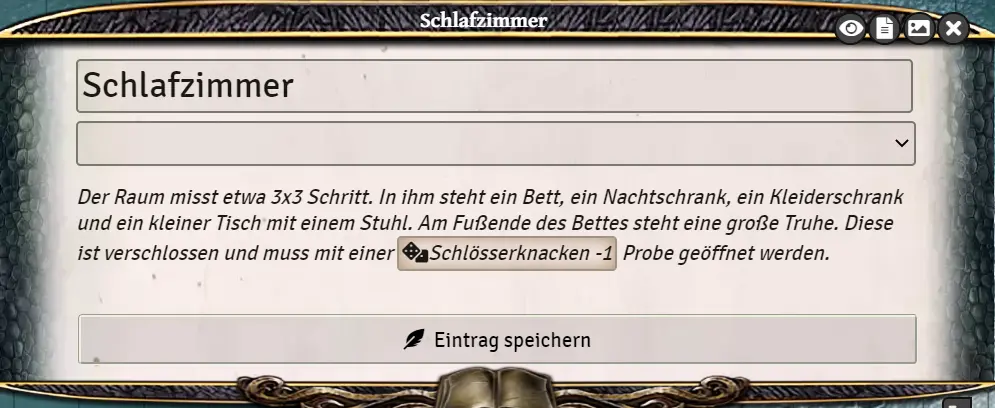 Schlafzimmer
Schlafzimmer
Der Raum misst etwa 3x3 Schritt. In ihm steht ein Bett, ein Nachtschrank, ein Kleiderschrank
und ein kleiner Tisch mit einem Stuhl. Am Fußende des Bettes steht eine große Truhe. Diese
ist verschlossen und muss mit einer Schlösserknacken -1 Probe geöffnet werden.
Eintrag speichern